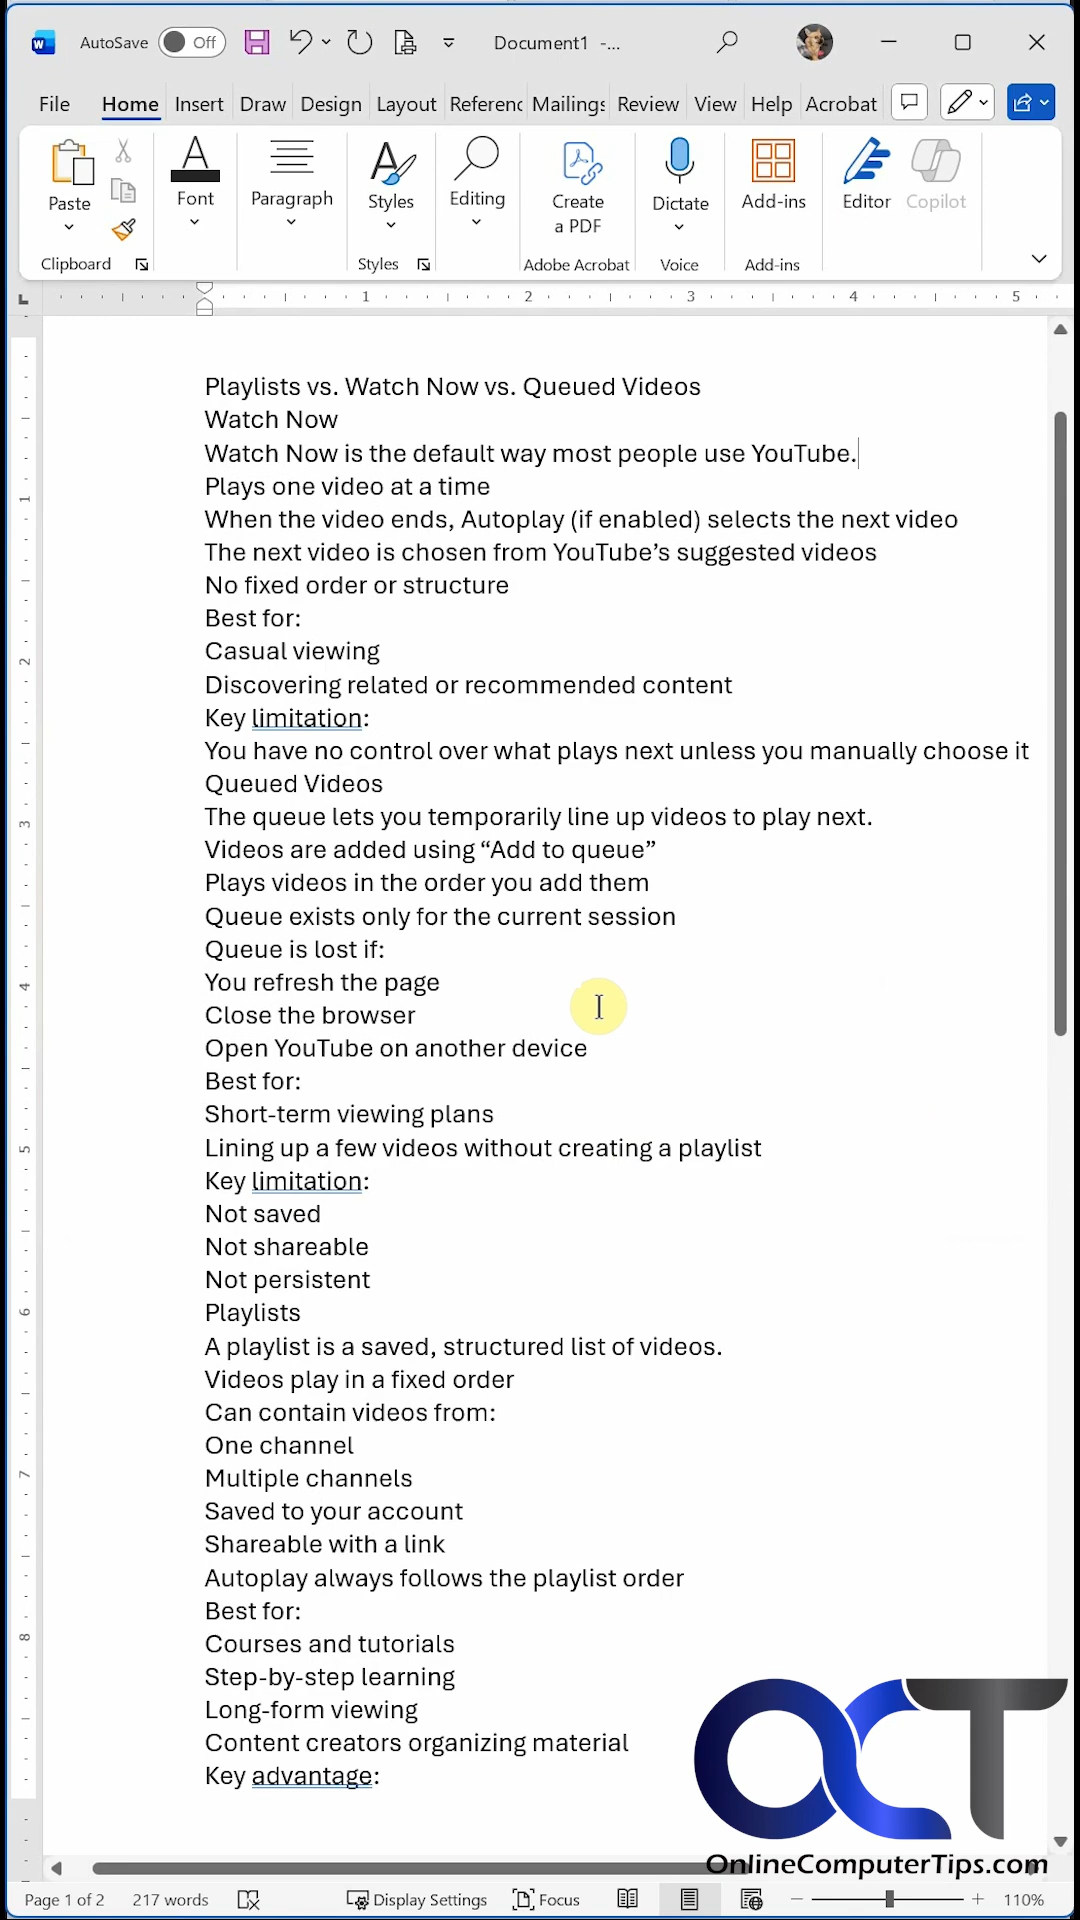 AutoSave Off Document1 -...
File Home Insert Draw Design Layout Referenc Mailings Review View Help Acrobat
Paste Font Paragraph Styles Editing Create a PDF Dictate Add-ins Editor Copilot
Clipboard Styles Adobe Acrobat Voice Add-ins
1 2 3 4 5
Playlists vs. Watch Now vs. Queued Videos
Watch Now
Watch Now is the default way most people use YouTube.
Plays one video at a time
When the video ends, Autoplay (if enabled) selects the next video
The next video is chosen from YouTube’s suggested videos
No fixed order or structure
Best for:
Casual viewing
Discovering related or recommended content
Key limitation:
You have no control over what plays next unless you manually choose it
Queued Videos
The queue lets you temporarily line up videos to play next.
Videos are added using “Add to queue”
Plays videos in the order you add them
Queue exists only for the current session
Queue is lost if:
You refresh the page
Close the browser
Open YouTube on another device
Best for:
Short-term viewing plans
Lining up a few videos without creating a playlist
Key limitation:
Not saved
Not shareable
Not persistent
Playlists
A playlist is a saved, structured list of videos.
Videos play in a fixed order
Can contain videos from:
One channel
Multiple channels
Saved to your account
Shareable with a link
Autoplay always follows the playlist order
Best for:
Courses and tutorials
Step-by-step learning
Long-form viewing
Content creators organizing material
Key advantage:
OCT
OnlineComputerTips.com
Page 1 of 2 217 words Display Settings Focus 110%